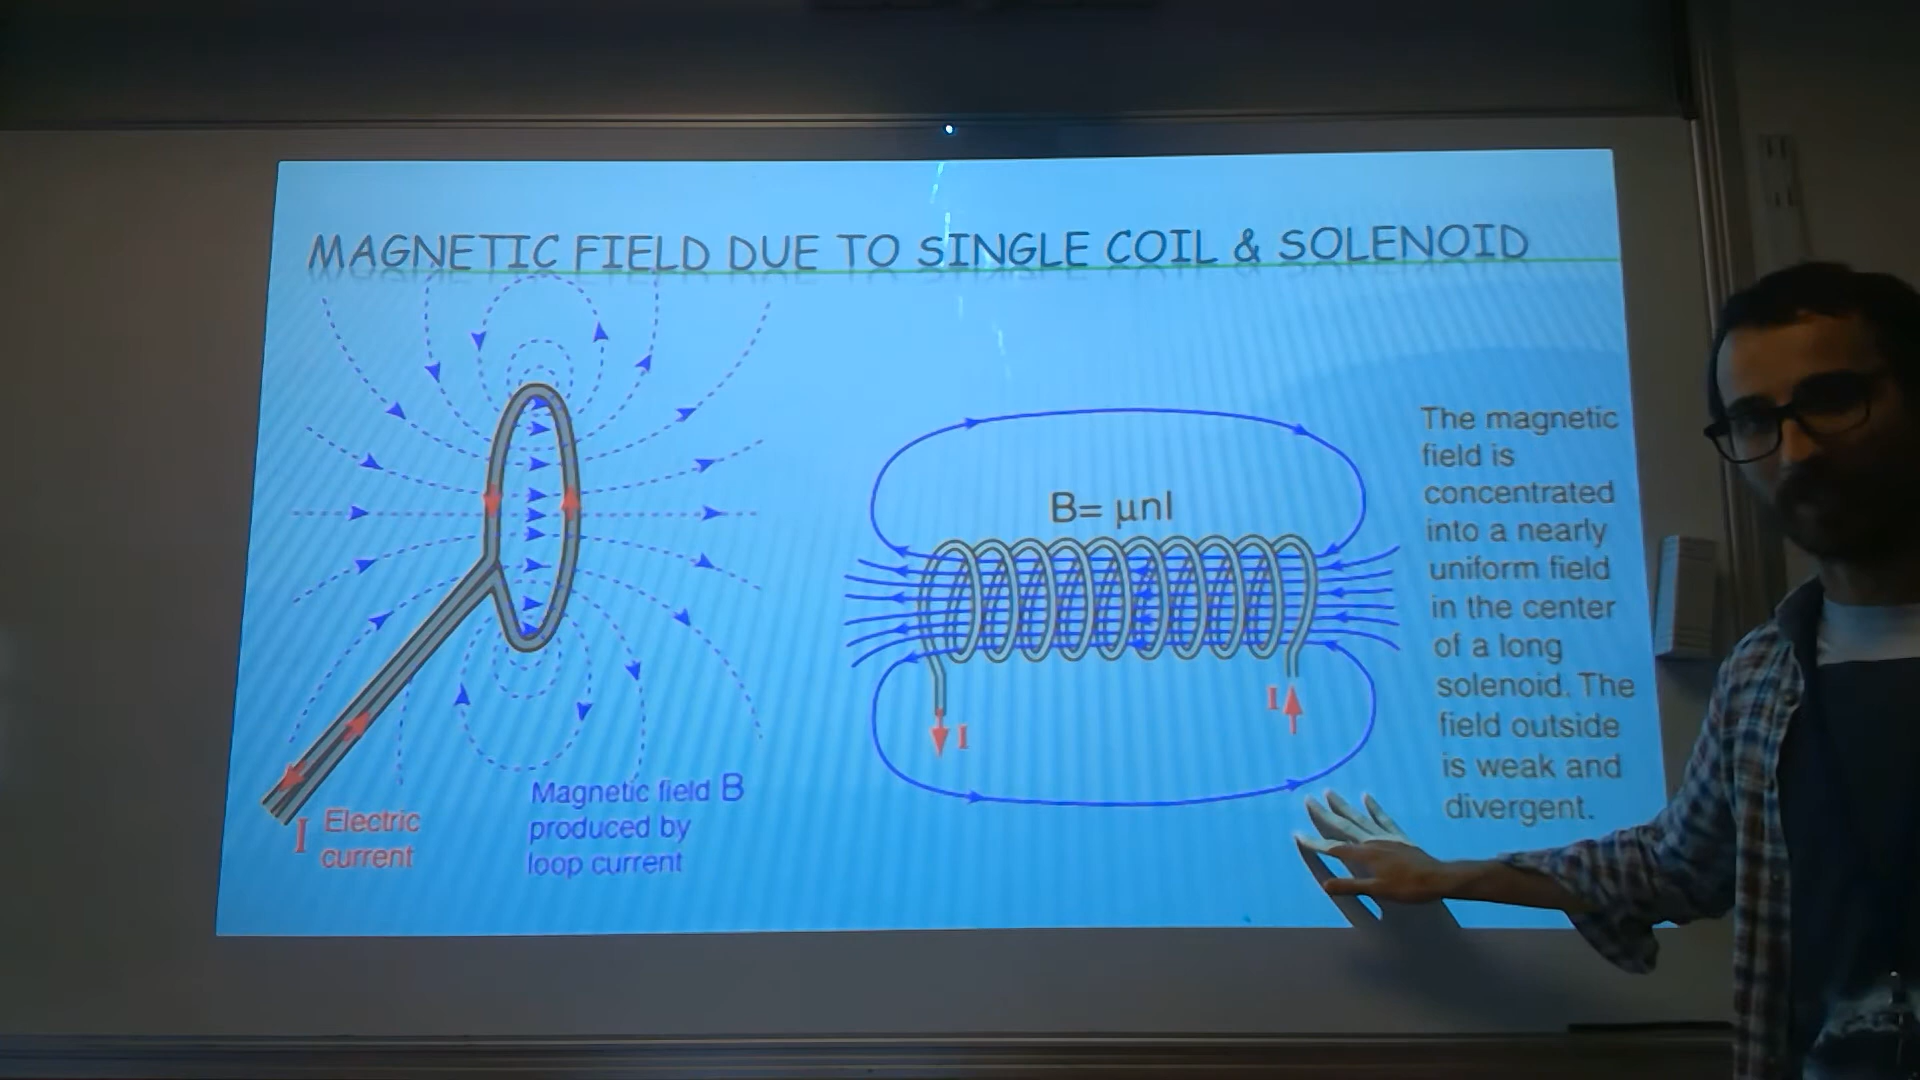 MAGNETIC FIELD DUE TO SINGLE COIL & SOLENOID
I
Electric
current
Magnetic field B
produced by
loop current
B= μnI
I
I
The magnetic
field is
concentrated
into a nearly
uniform field
in the center
of a long
solenoid. The
field outside
is weak and
divergent.